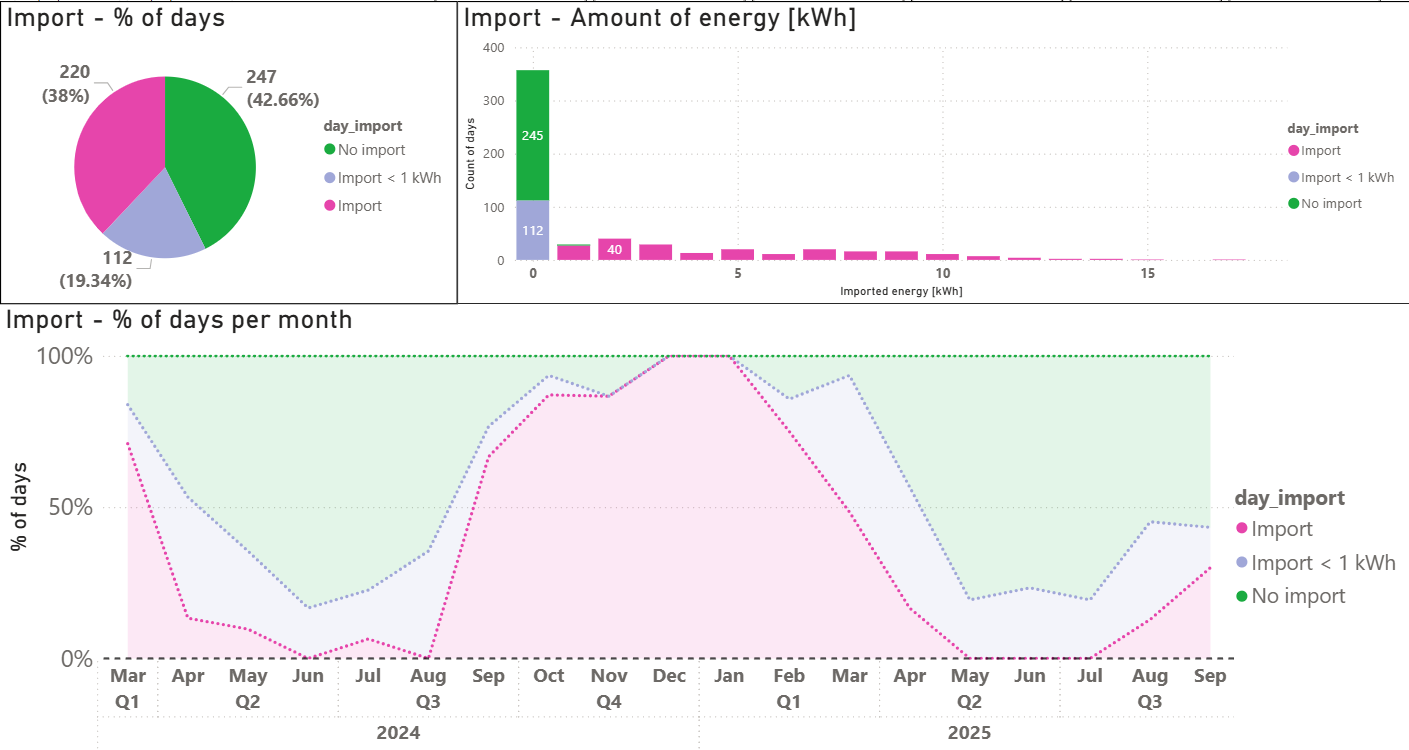 Import - % of days
220
(38%)
247
(42.66%)
112
(19.34%)
day_import
No import
Import < 1 kWh
Import
Import - Amount of energy [kWh]
Count of days
400
300
200
100
0
245
112
40
0
5
10
15
Imported energy [kWh]
day_import
Import
Import < 1 kWh
No import
Import - % of days per month
% of days
100%
50%
0%
Mar Apr May Jun Jul Aug Sep Oct Nov Dec Jan Feb Mar Apr May Jun Jul Aug Sep
Q1 Q2 Q3 Q4 Q1 Q2 Q3
2024 2025
day_import
Import
Import < 1 kWh
No import